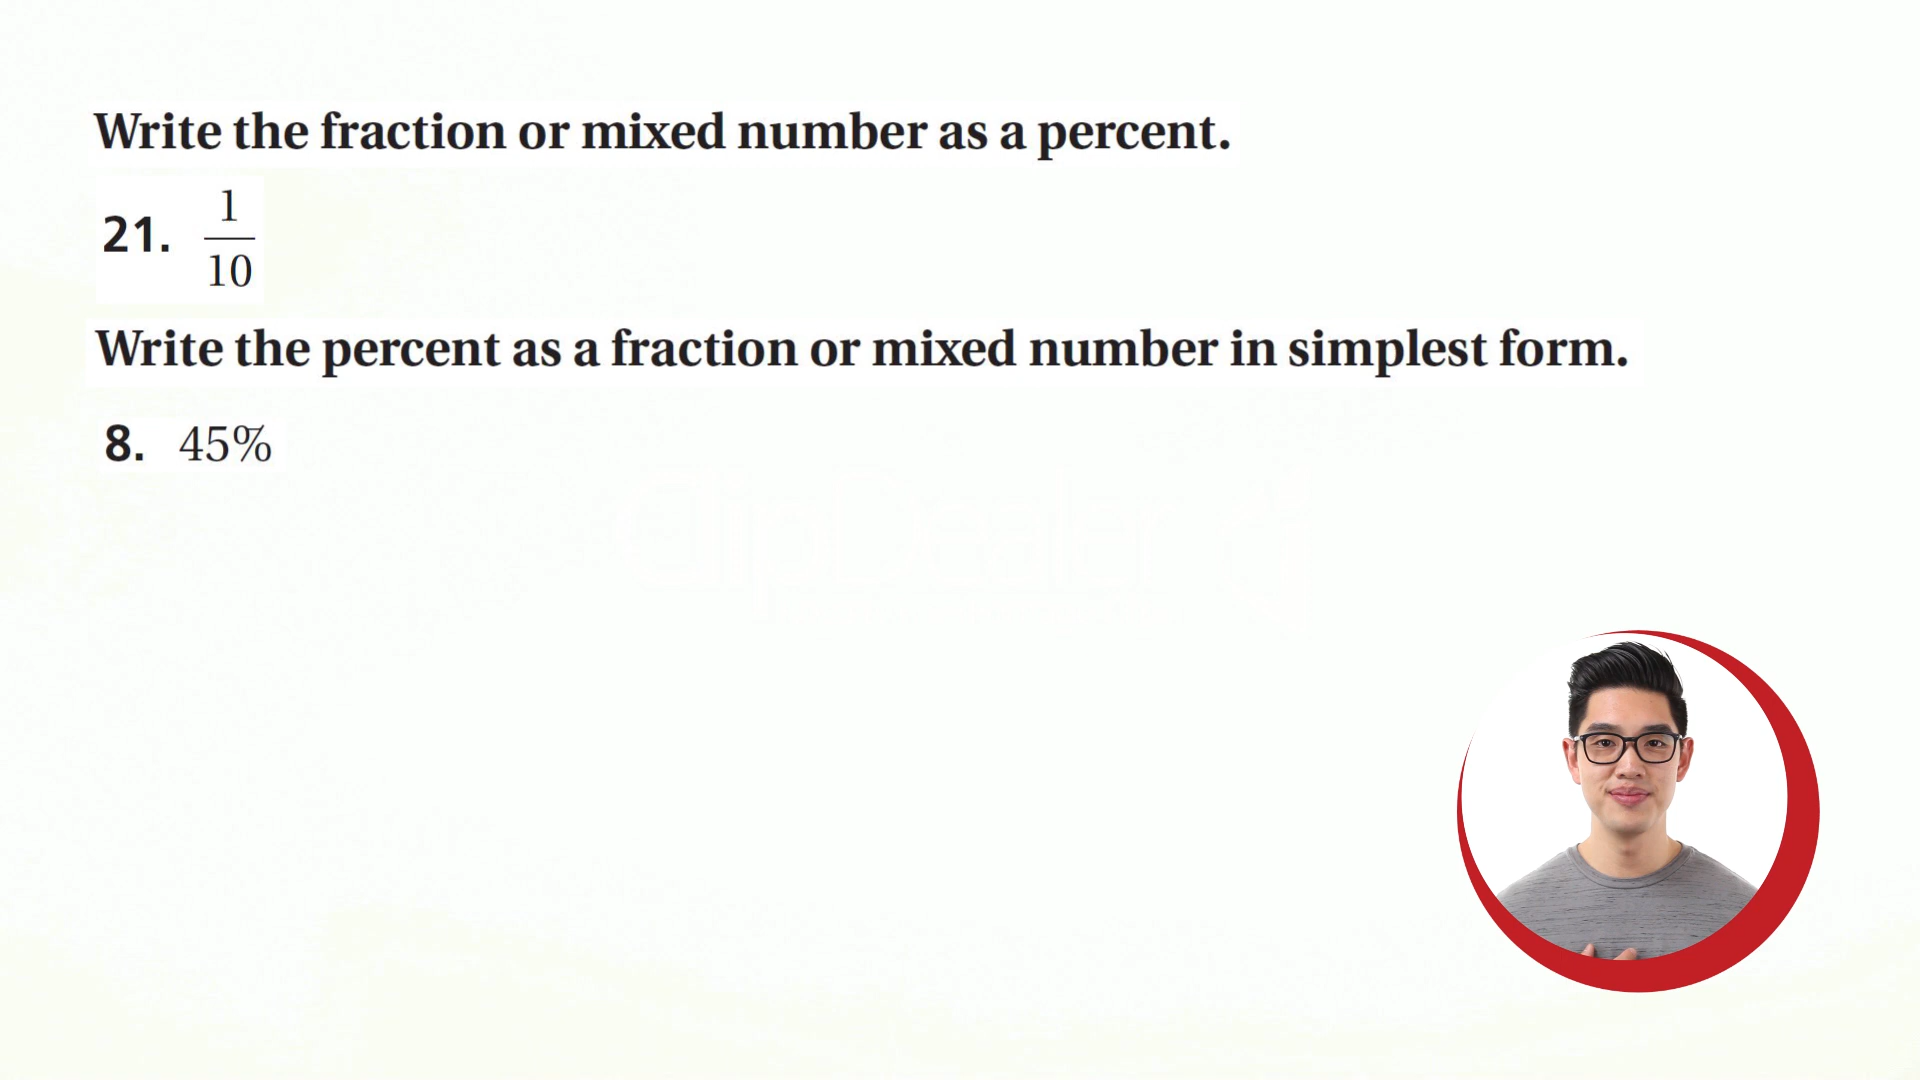 Write the fraction or mixed number as a percent.
21. 1/10
Write the percent as a fraction or mixed number in simplest form.
8. 45%